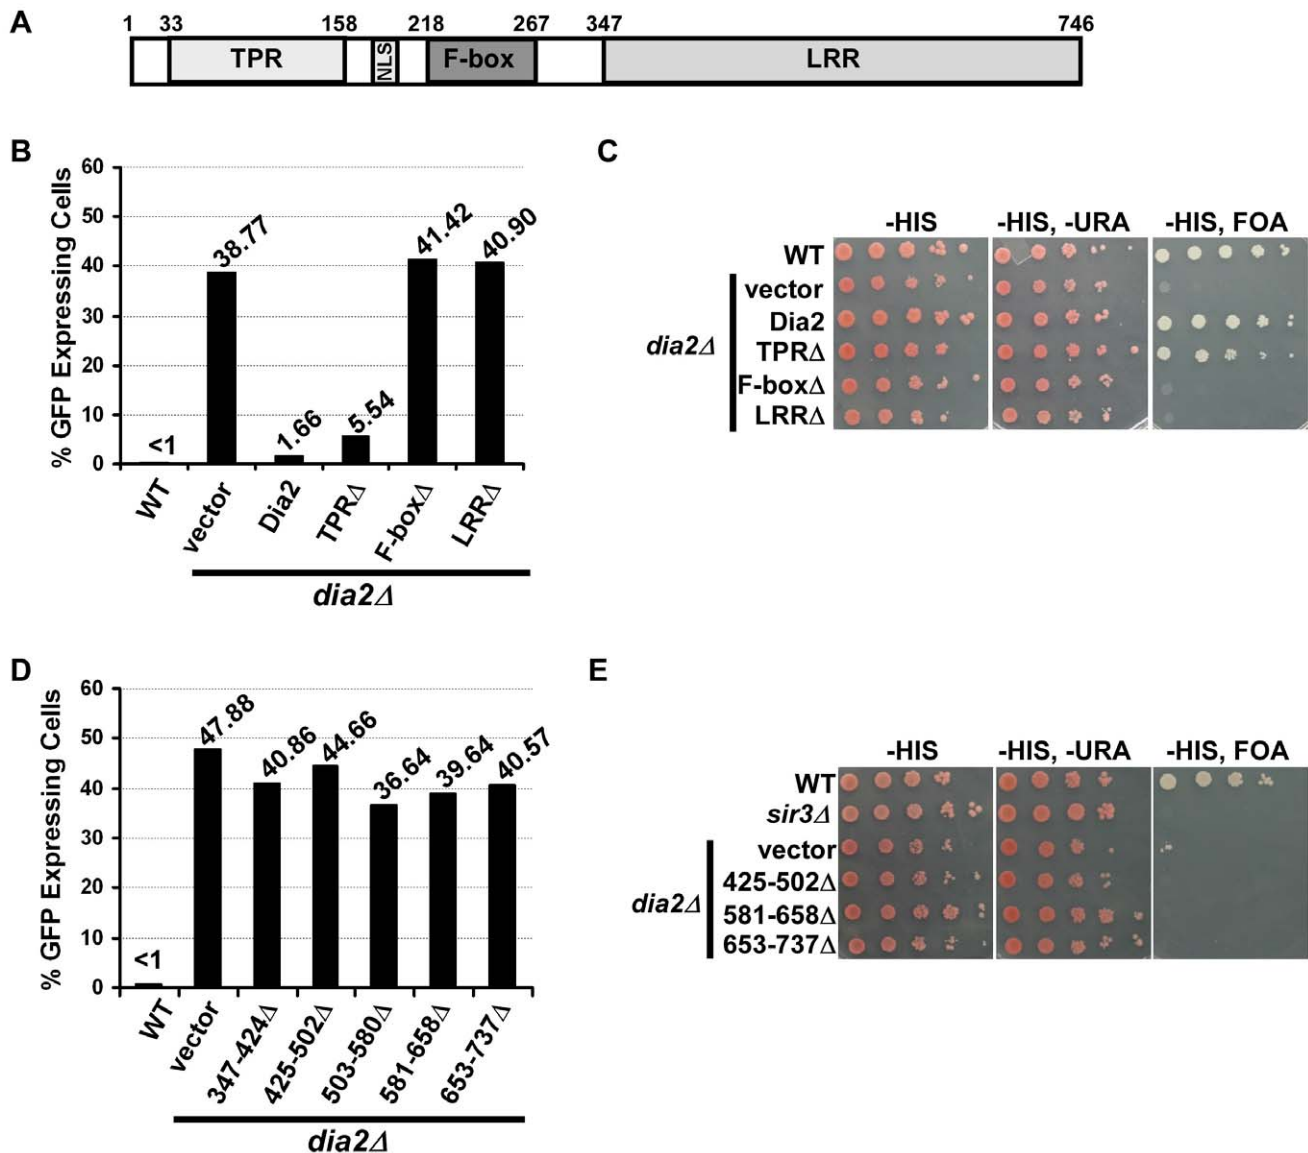 A
1 33 158 218 267 347 746
TPR NLS F-box LRR
B
% GFP Expressing Cells
60
50
40
30
20
10
0
<1
38.77
1.66
5.54
41.42
40.90
WT
vector
Dia2
TPRΔ
F-boxΔ
LRRΔ
dia2Δ
C
-HIS -HIS, -URA -HIS, FOA
WT
vector
Dia2
TPRΔ
F-boxΔ
LRRΔ
dia2Δ
D
% GFP Expressing Cells
60
50
40
30
20
10
0
<1
47.88
40.86
44.66
36.64
39.64
40.57
WT
vector
347-424Δ
425-502Δ
503-580Δ
581-658Δ
653-737Δ
dia2Δ
E
-HIS -HIS, -URA -HIS, FOA
WT
sir3Δ
vector
425-502Δ
581-658Δ
653-737Δ
dia2Δ